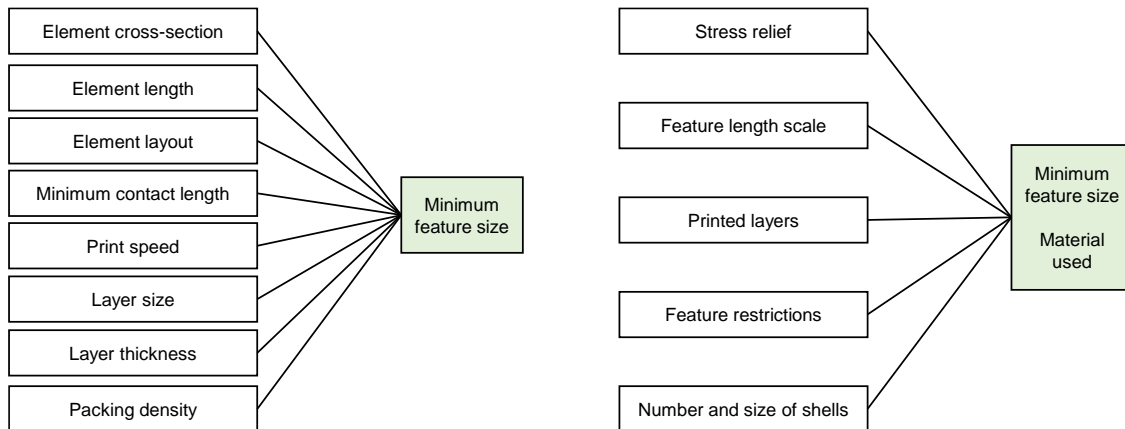 Element cross-section
Element length
Element layout
Minimum contact length
Print speed
Layer size
Layer thickness
Packing density
Minimum
feature size
Stress relief
Feature length scale
Printed layers
Feature restrictions
Number and size of shells
Minimum
feature size
Material
used